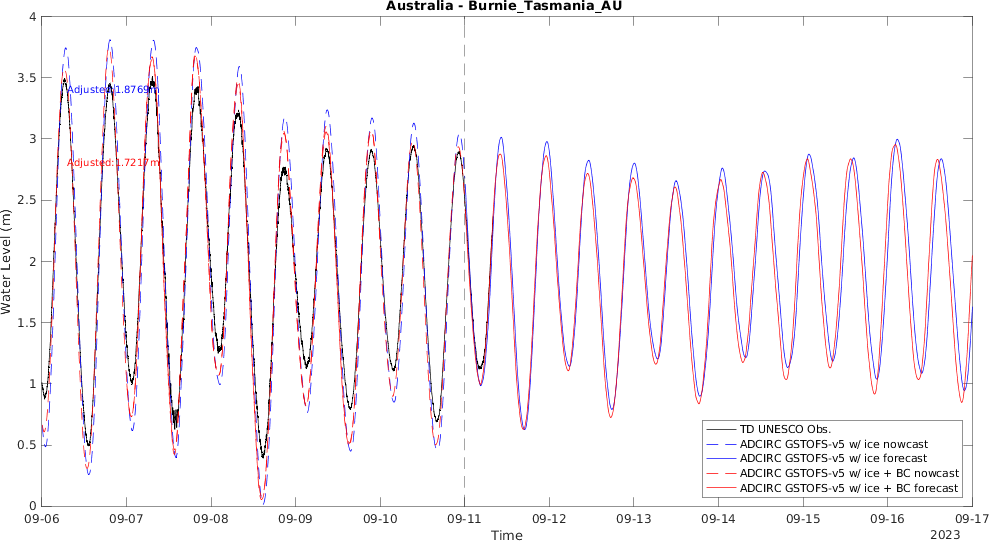 Australia - Burnie_Tasmania_AU
4
3.5
3
2.5
2
1.5
1
0.5
0
Water Level (m)
Adjusted:1.8769m
Adjusted:1.7217m
TD UNESCO Obs.
ADCIRC GSTOFS-v5 w/ ice nowcast
ADCIRC GSTOFS-v5 w/ ice forecast
ADCIRC GSTOFS-v5 w/ ice + BC nowcast
ADCIRC GSTOFS-v5 w/ ice + BC forecast
09-06 09-07 09-08 09-09 09-10 09-11 09-12 09-13 09-14 09-15 09-16 09-17
Time
2023